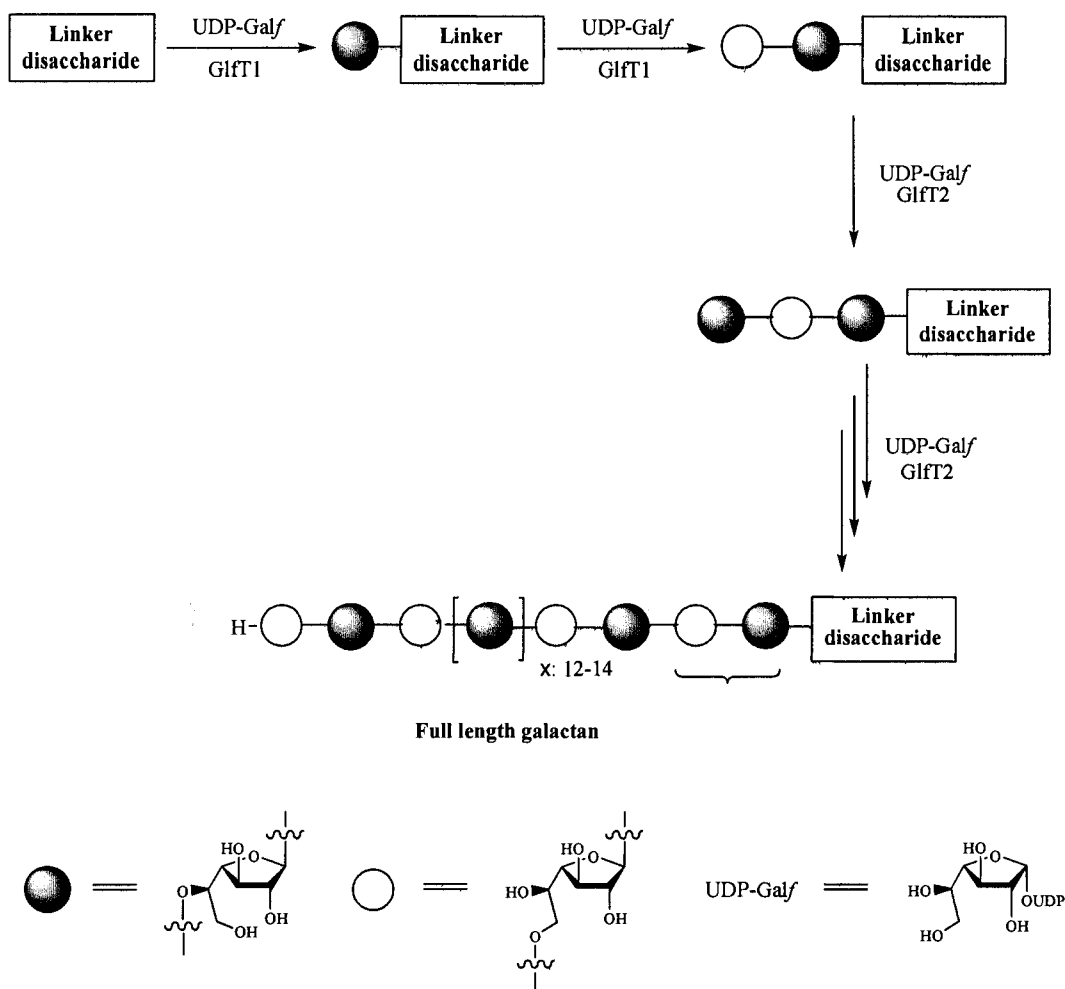 Linker
disaccharide
UDP-Galf
GlfT1
Linker
disaccharide
UDP-Galf
GlfT1
Linker
disaccharide
UDP-Galf
GlfT2
Linker
disaccharide
UDP-Galf
GlfT2
H-
Linker
disaccharide
x: 12-14
Full length galactan
HO
O
O
HO
OH
HO
O
HO
O
OH
UDP-Galf
HO
O
HO
HO
OH
OUDP